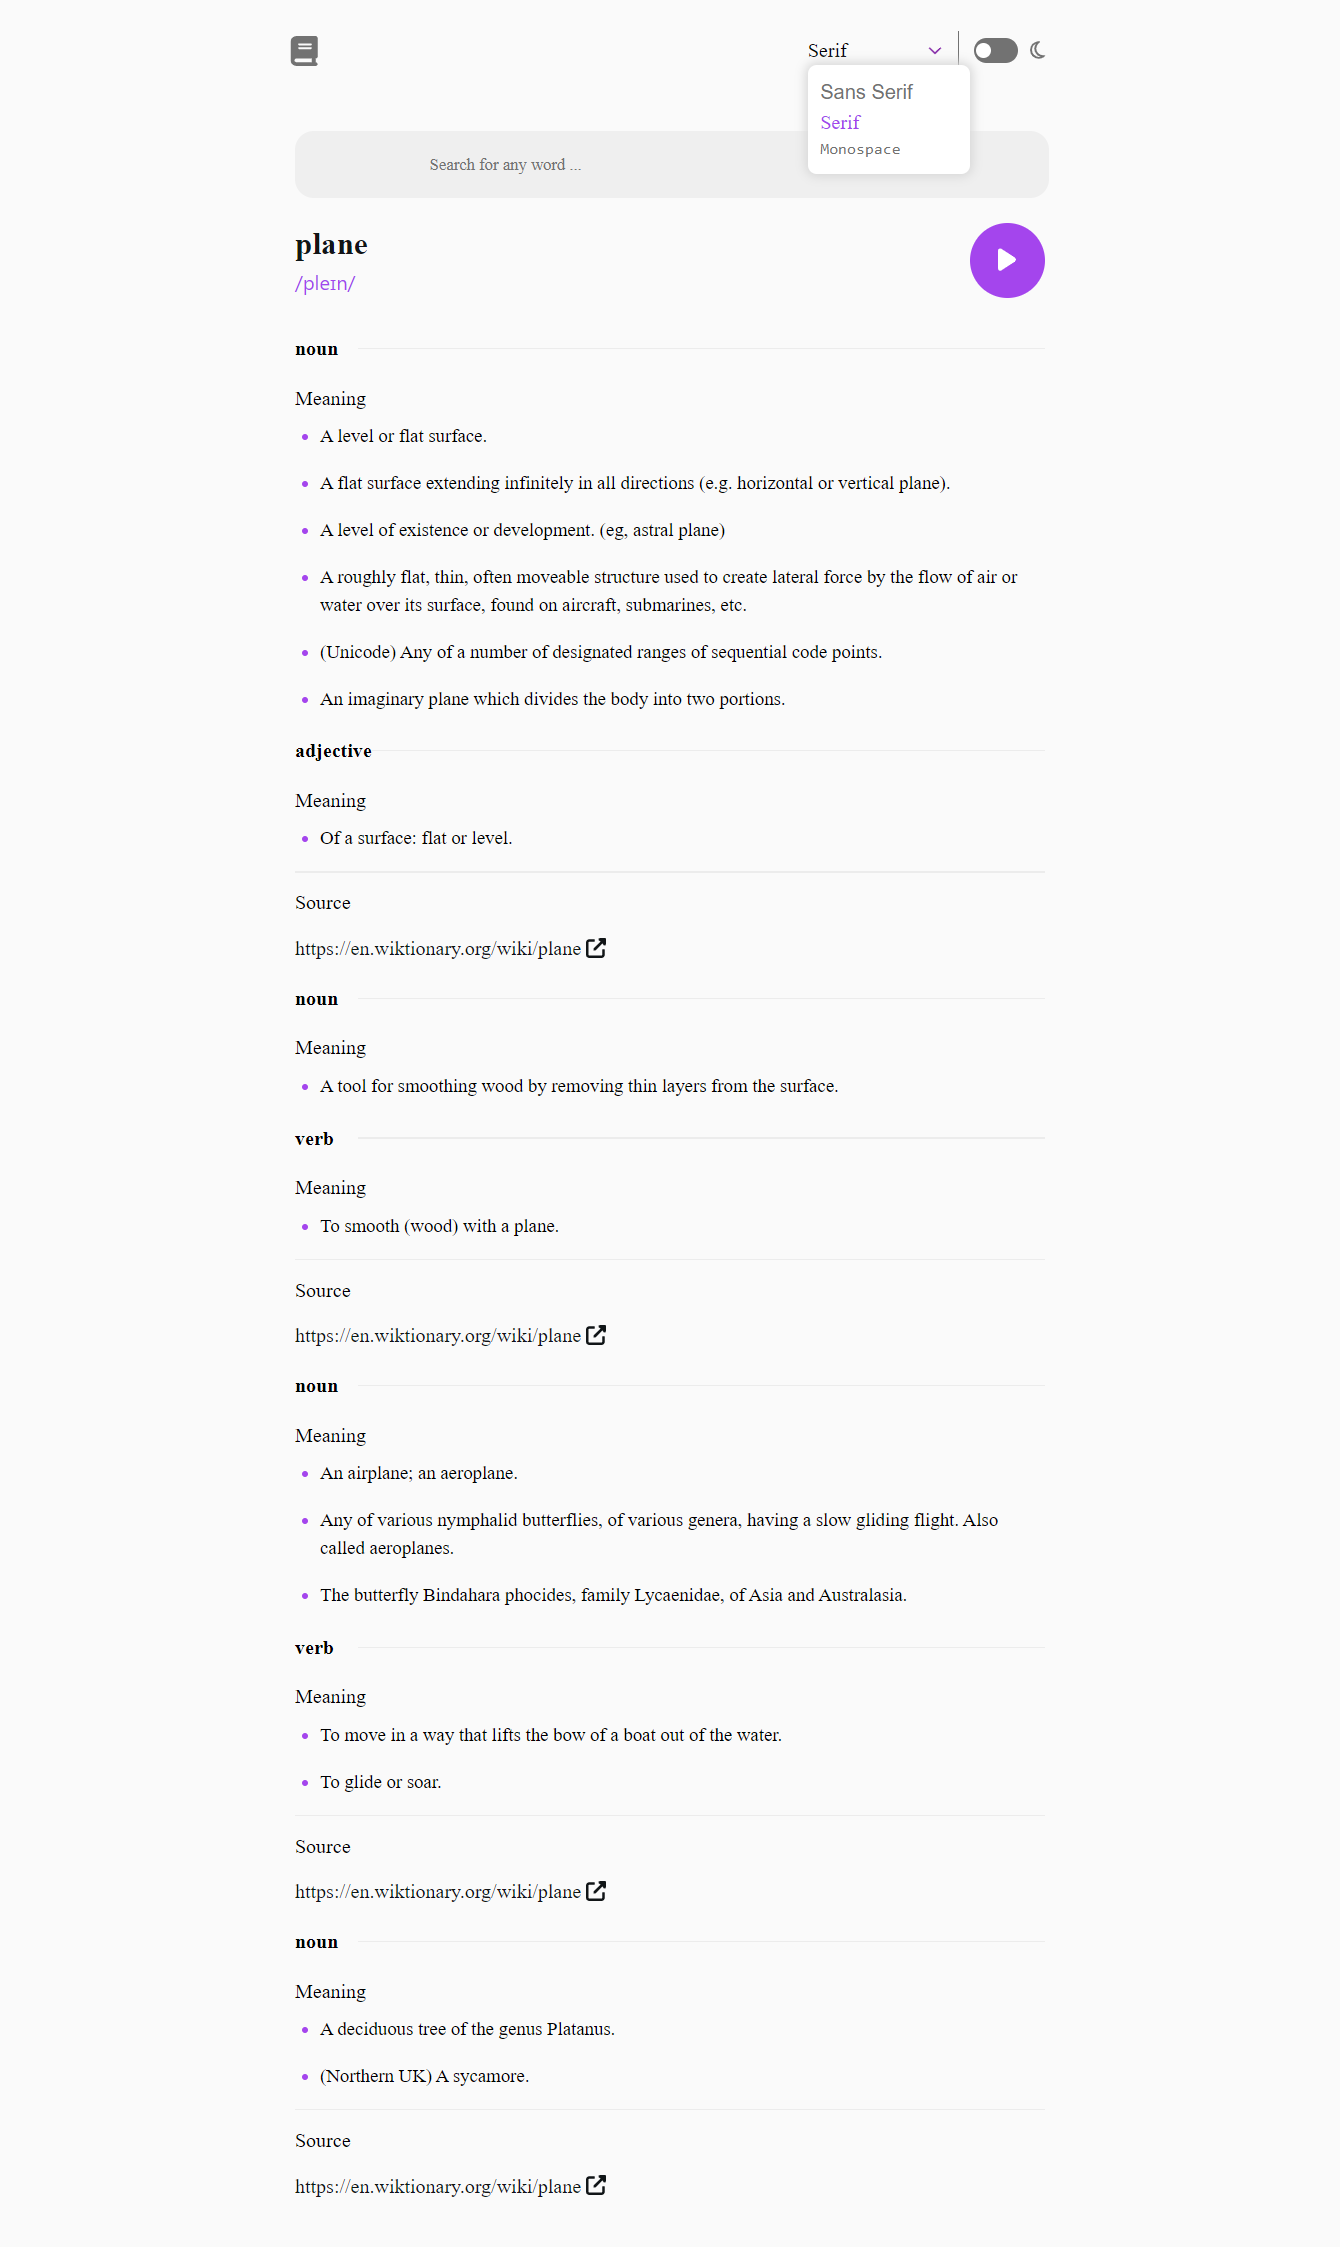 Serif
Sans Serif
Serif
Monospace
Search for any word ...
plane
/pleɪn/
noun
Meaning
A level or flat surface.
A flat surface extending infinitely in all directions (e.g. horizontal or vertical plane).
A level of existence or development. (eg, astral plane)
A roughly flat, thin, often moveable structure used to create lateral force by the flow of air or
water over its surface, found on aircraft, submarines, etc.
(Unicode) Any of a number of designated ranges of sequential code points.
An imaginary plane which divides the body into two portions.
adjective
Meaning
Of a surface: flat or level.
Source
https://en.wiktionary.org/wiki/plane
noun
Meaning
A tool for smoothing wood by removing thin layers from the surface.
verb
Meaning
To smooth (wood) with a plane.
Source
https://en.wiktionary.org/wiki/plane
noun
Meaning
An airplane; an aeroplane.
Any of various nymphalid butterflies, of various genera, having a slow gliding flight. Also
called aeroplanes.
The butterfly Bindahara phocides, family Lycaenidae, of Asia and Australasia.
verb
Meaning
To move in a way that lifts the bow of a boat out of the water.
To glide or soar.
Source
https://en.wiktionary.org/wiki/plane
noun
Meaning
A deciduous tree of the genus Platanus.
(Northern UK) A sycamore.
Source
https://en.wiktionary.org/wiki/plane